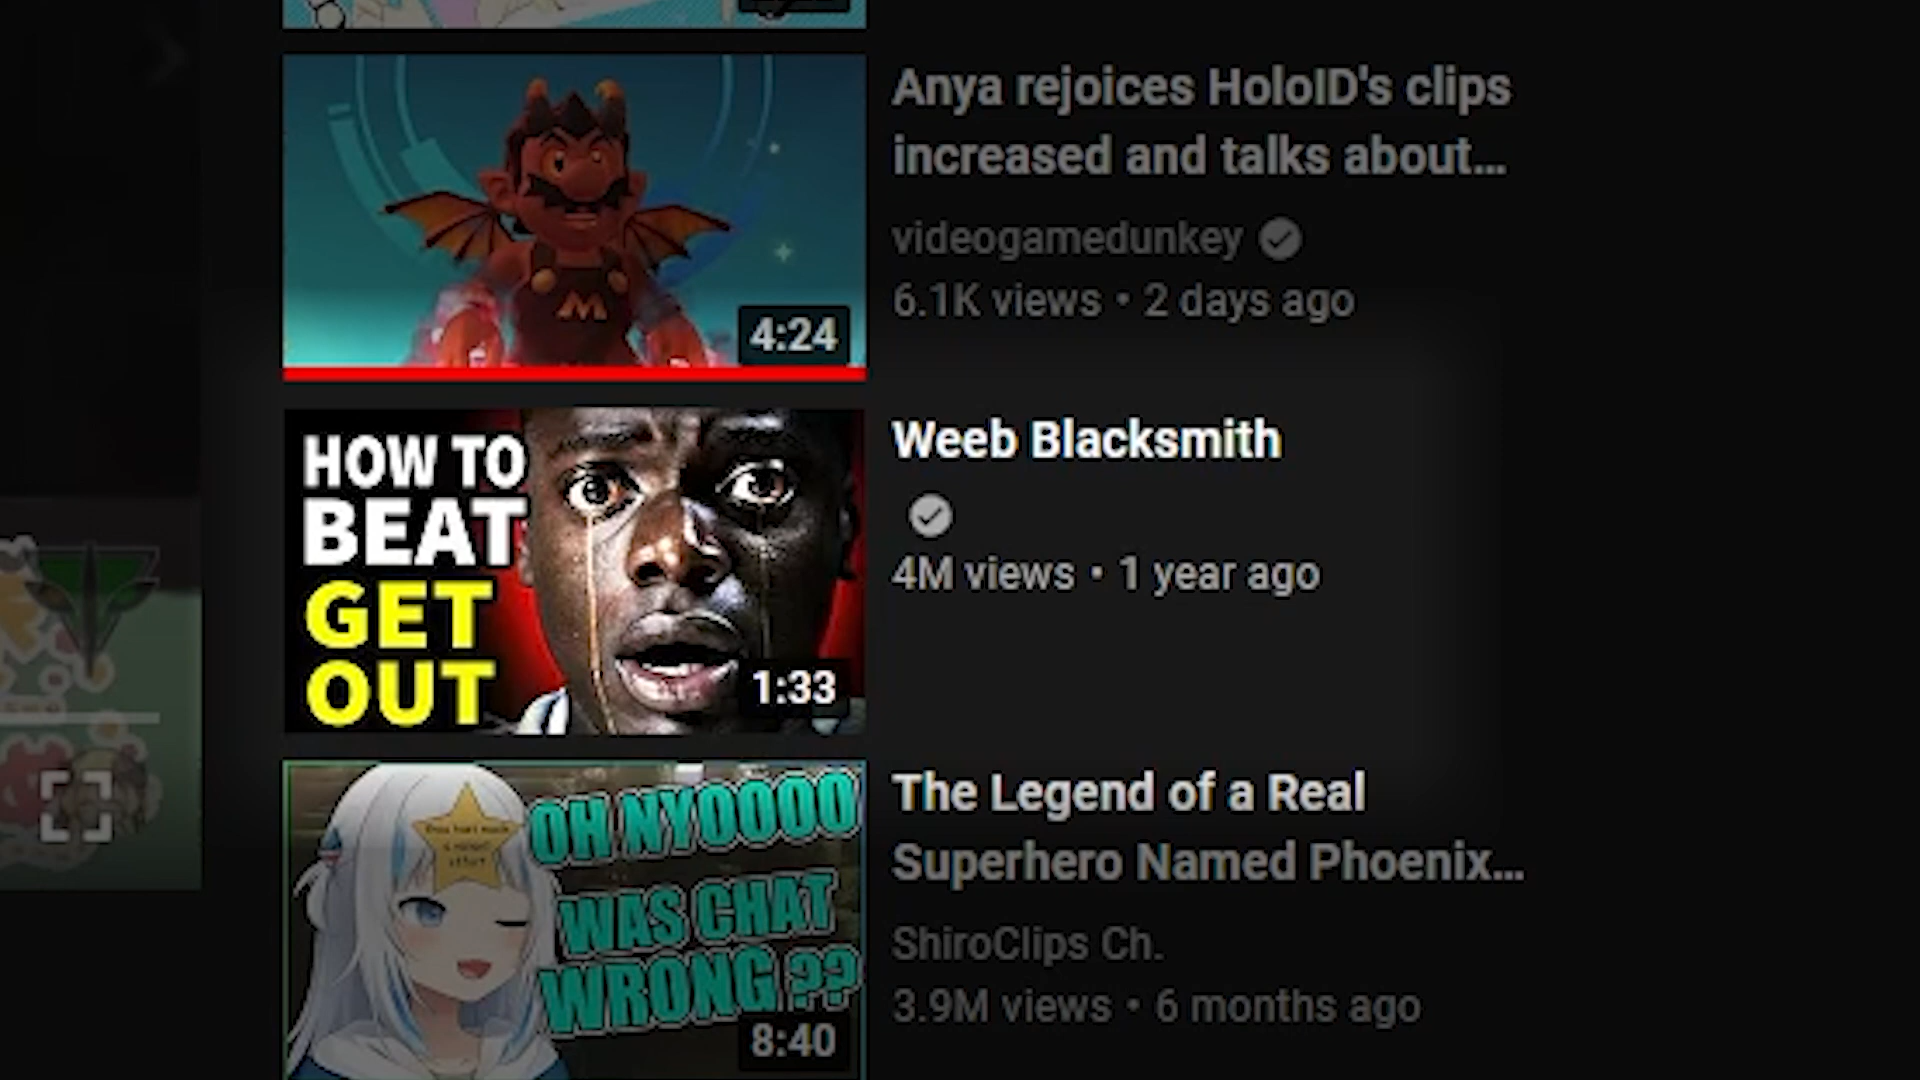 Anya rejoices HoloID's clips
increased and talks about...
videogamedunkey
6.1K views • 2 days ago
M
4:24
HOW TO
BEAT
GET
OUT
1:33
Weeb Blacksmith
4M views • 1 year ago
OH NYOOOO
WAS CHAT
WRONG ??
8:40
The Legend of a Real
Superhero Named Phoenix...
ShiroClips Ch.
3.9M views • 6 months ago